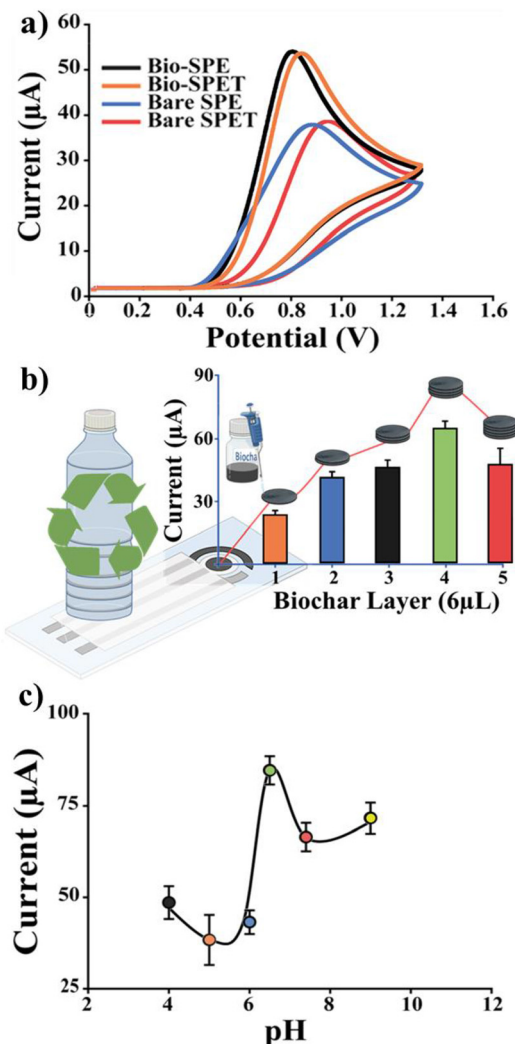 a)
60
50
40
30
20
10
0
Current (µA)
Bio-SPE
Bio-SPET
Bare SPE
Bare SPET
0 0.2 0.4 0.6 0.8 1.0 1.2 1.4 1.6
Potential (V)
b)
90
60
30
Current (µA)
Biocha
1 2 3 4 5
Biochar Layer (6µL)
c)
100
75
50
25
Current (µA)
2 4 6 8 10 12
pH